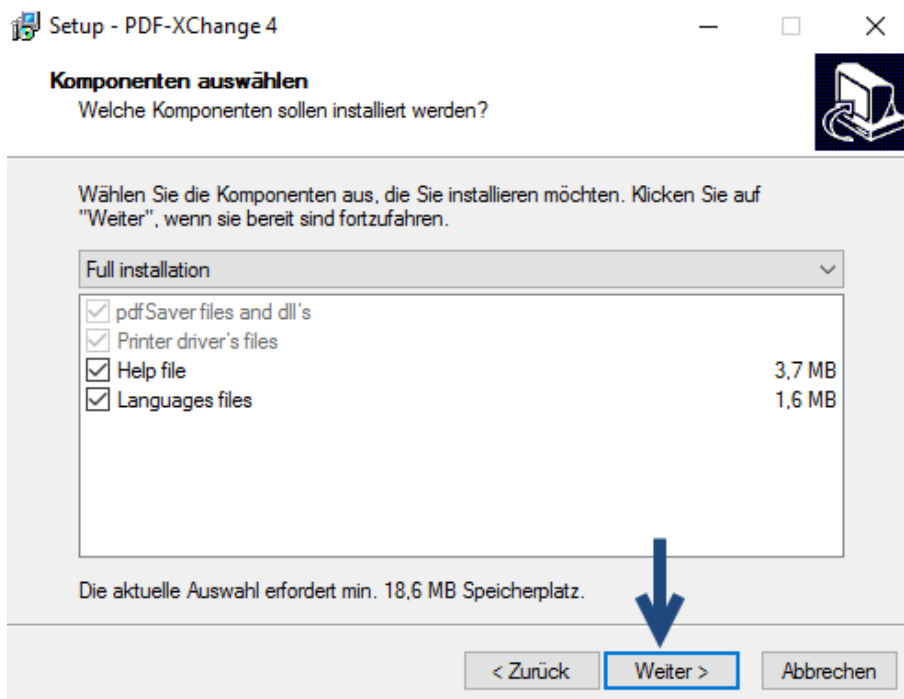 Setup - PDF-XChange 4
Komponenten auswählen
Welche Komponenten sollen installiert werden?
Wählen Sie die Komponenten aus, die Sie installieren möchten. Klicken Sie auf
"Weiter", wenn sie bereit sind fortzufahren.
Full installation
pdfSaver files and dll's
Printer driver's files
Help file 3,7 MB
Languages files 1,6 MB
Die aktuelle Auswahl erfordert min. 18,6 MB Speicherplatz.
< Zurück Weiter > Abbrechen